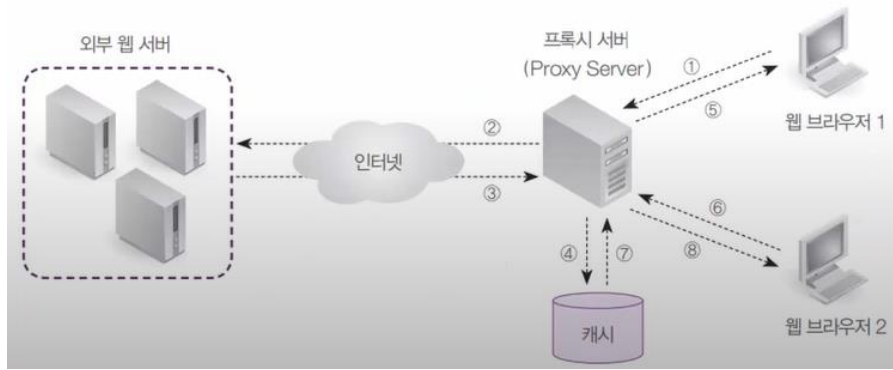 외부 웹 서버
프록시 서버
(Proxy Server)
①
⑤
웹 브라우저 1
②
인터넷
③
⑥
⑧
④
⑦
캐시
웹 브라우저 2